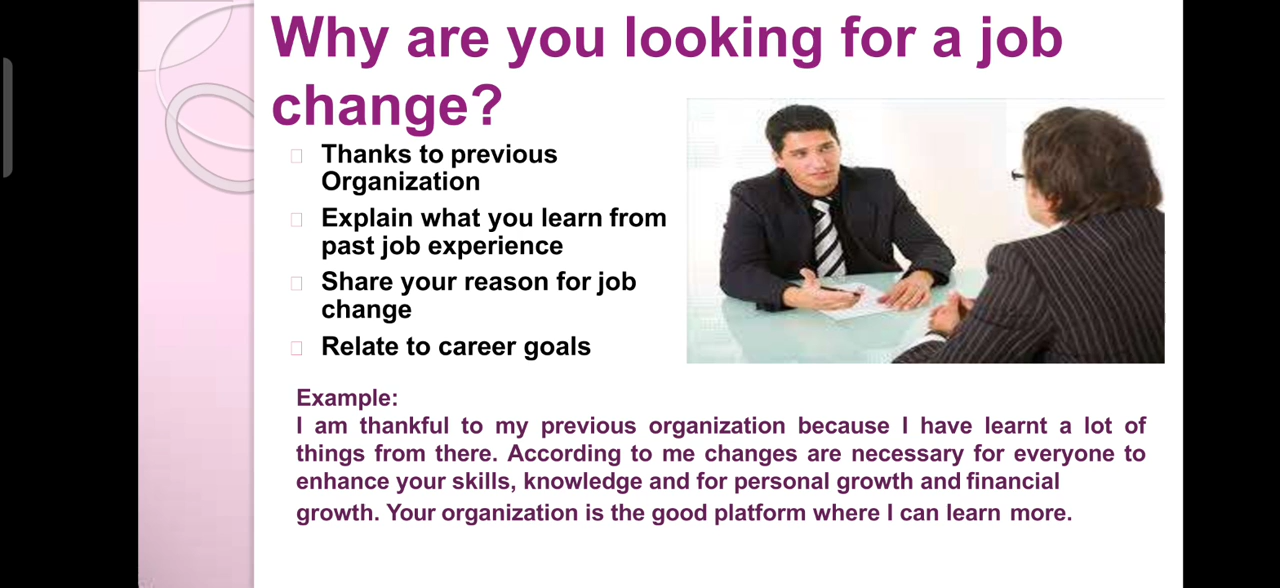 Why are you looking for a job
change?
Thanks to previous
Organization
Explain what you learn from
past job experience
Share your reason for job
change
Relate to career goals
Example:
I am thankful to my previous organization because I have learnt a lot of
things from there. According to me changes are necessary for everyone to
enhance your skills, knowledge and for personal growth and financial
growth. Your organization is the good platform where I can learn more.